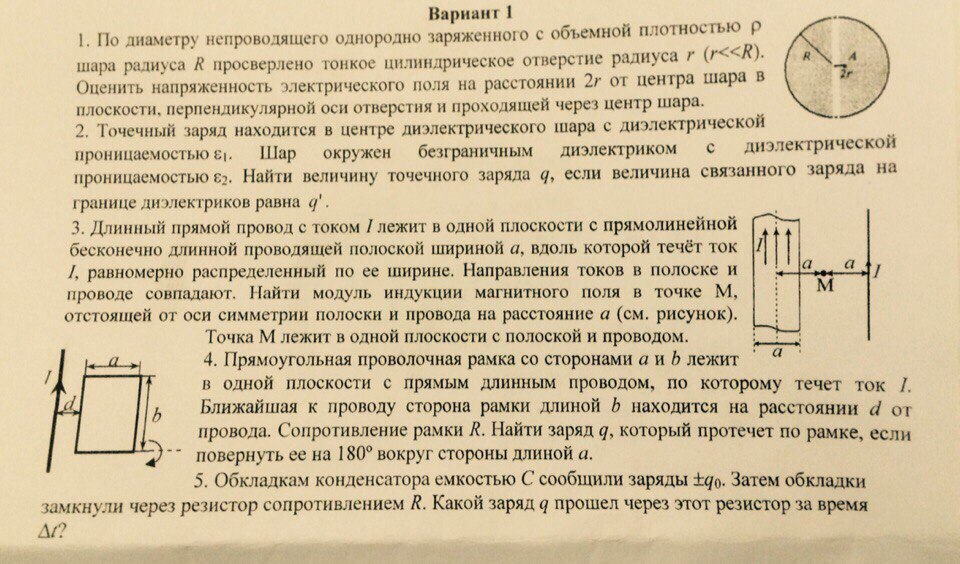 Вариант 1
1. По диаметру непроводящего однородно заряженного с объемной плотностью ρ
шара радиуса R просверлено тонкое цилиндрическое отверстие радиуса r (r<<R).
Оценить напряженность электрического поля на расстоянии 2r от центра шара в
плоскости, перпендикулярной оси отверстия и проходящей через центр шара.
R
A
2r
2. Точечный заряд находится в центре диэлектрического шара с диэлектрической
проницаемостью ε₁. Шар окружен безграничным диэлектриком с диэлектрической
проницаемостью ε₂. Найти величину точечного заряда q, если величина связанного заряда на
границе диэлектриков равна q'.
3. Длинный прямой провод с током I лежит в одной плоскости с прямолинейной
бесконечно длинной проводящей полоской шириной a, вдоль которой течёт ток
I, равномерно распределенный по ее ширине. Направления токов в полоске и
проводе совпадают. Найти модуль индукции магнитного поля в точке М,
отстоящей от оси симметрии полоски и провода на расстояние a (см. рисунок).
Точка М лежит в одной плоскости с полоской и проводом.
I
a
a
I
М
a
4. Прямоугольная проволочная рамка со сторонами a и b лежит
в одной плоскости с прямым длинным проводом, по которому течет ток I.
Ближайшая к проводу сторона рамки длиной b находится на расстоянии d от
провода. Сопротивление рамки R. Найти заряд q, который протечет по рамке, если
повернуть ее на 180° вокруг стороны длиной a.
I
a
d
b
5. Обкладкам конденсатора емкостью C сообщили заряды ±q₀. Затем обкладки
замкнули через резистор сопротивлением R. Какой заряд q прошел через этот резистор за время
Δt?